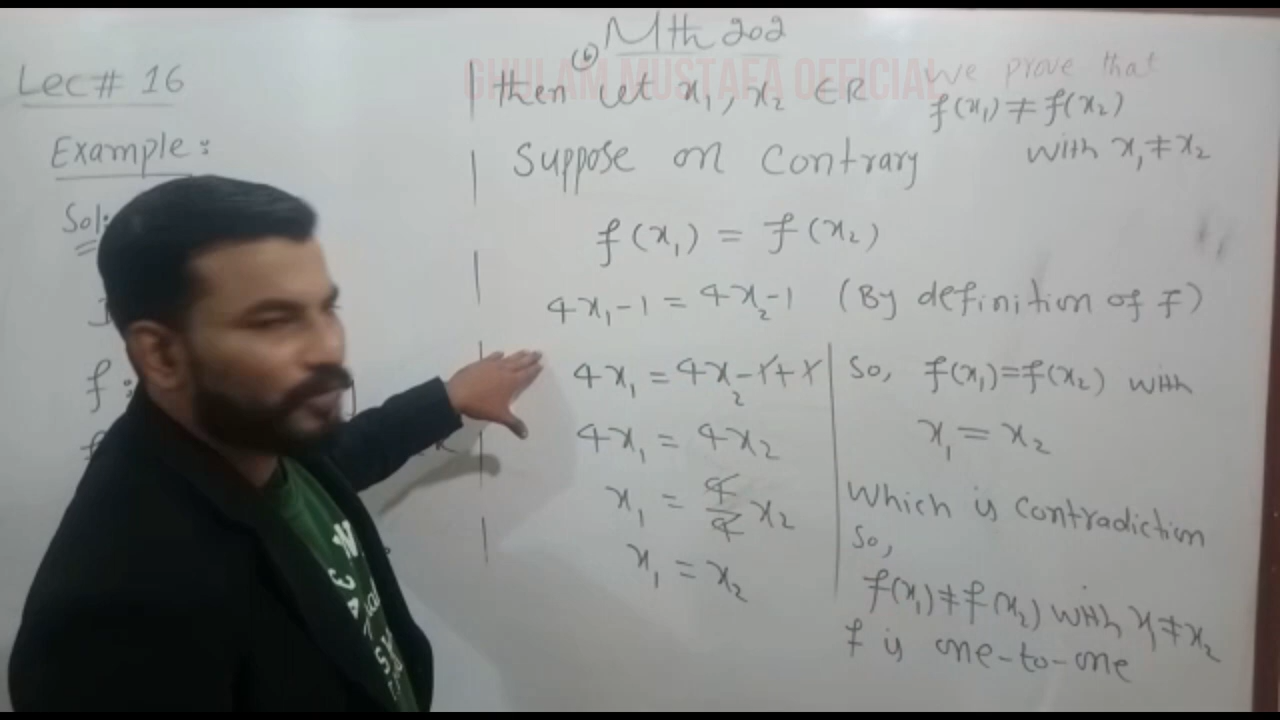 Mth 202
Lec# 16
Example:
Sol:
f :
GHULAM MUSTAFA OFFICIAL
then let x₁, x₂ ∈ R
Suppose on Contrary
f(x₁) = f(x₂)
4x₁-1 = 4x₂-1 (By definition of f)
4x₁ = 4x₂-1+1
4x₁ = 4x₂
x₁ = 4/4 x₂
x₁ = x₂
we prove that
f(x₁) ≠ f(x₂)
with x₁ ≠ x₂
So, f(x₁)=f(x₂) with
x₁ = x₂
Which is contradiction
So,
f(x₁) ≠ f(x₂) with x₁ ≠ x₂
f is one-to-one